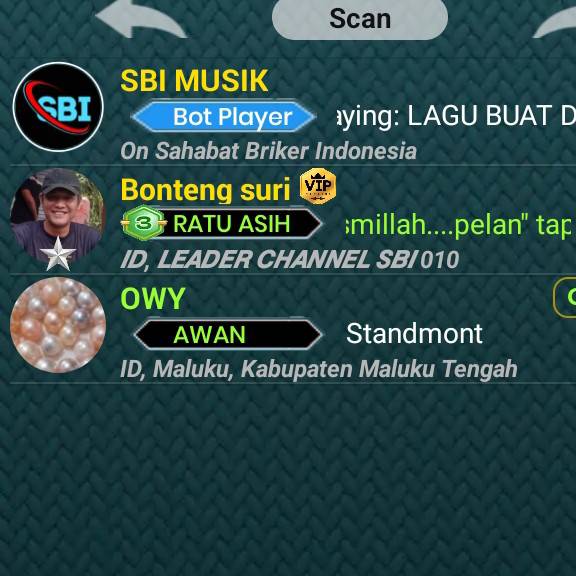 Scan
SBI
SBI MUSIK
Bot Player
aying: LAGU BUAT D
On Sahabat Briker Indonesia
Bonteng suri VIP
3 RATU ASIH
smillah....pelan" tap
ID, LEADER CHANNEL SBI 010
OWY
AWAN
Standmont
ID, Maluku, Kabupaten Maluku Tengah